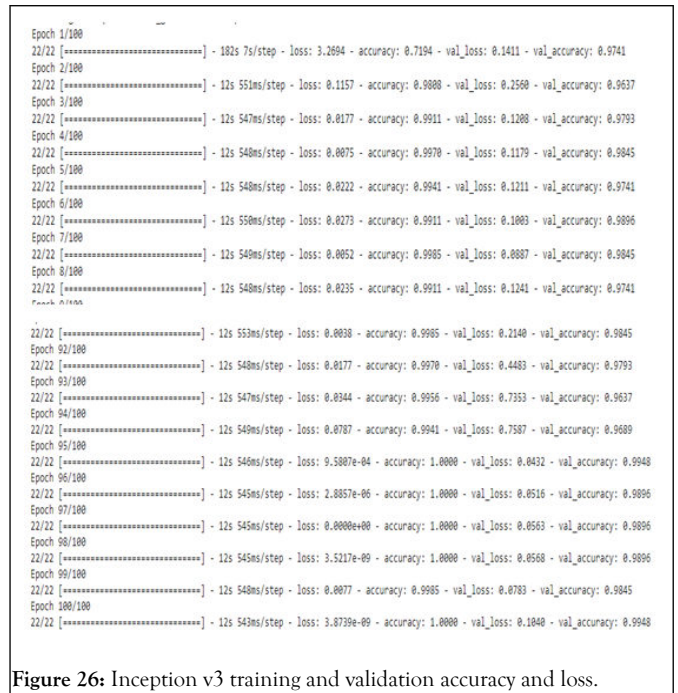 Epoch 1/100
22/22 [==============================] - 182s 7s/step - loss: 3.2694 - accuracy: 0.7194 - val_loss: 0.1411 - val_accuracy: 0.9741
Epoch 2/100
22/22 [==============================] - 12s 551ms/step - loss: 0.1157 - accuracy: 0.9808 - val_loss: 0.2560 - val_accuracy: 0.9637
Epoch 3/100
22/22 [==============================] - 12s 547ms/step - loss: 0.0177 - accuracy: 0.9911 - val_loss: 0.1208 - val_accuracy: 0.9793
Epoch 4/100
22/22 [==============================] - 12s 548ms/step - loss: 0.0075 - accuracy: 0.9970 - val_loss: 0.1179 - val_accuracy: 0.9845
Epoch 5/100
22/22 [==============================] - 12s 548ms/step - loss: 0.0222 - accuracy: 0.9941 - val_loss: 0.1211 - val_accuracy: 0.9741
Epoch 6/100
22/22 [==============================] - 12s 550ms/step - loss: 0.0273 - accuracy: 0.9911 - val_loss: 0.1003 - val_accuracy: 0.9896
Epoch 7/100
22/22 [==============================] - 12s 549ms/step - loss: 0.0052 - accuracy: 0.9985 - val_loss: 0.0887 - val_accuracy: 0.9845
Epoch 8/100
22/22 [==============================] - 12s 548ms/step - loss: 0.0235 - accuracy: 0.9911 - val_loss: 0.1241 - val_accuracy: 0.9741
Epoch 9/100
22/22 [==============================] - 12s 553ms/step - loss: 0.0038 - accuracy: 0.9985 - val_loss: 0.2140 - val_accuracy: 0.9845
Epoch 92/100
22/22 [==============================] - 12s 548ms/step - loss: 0.0177 - accuracy: 0.9970 - val_loss: 0.4483 - val_accuracy: 0.9793
Epoch 93/100
22/22 [==============================] - 12s 547ms/step - loss: 0.0344 - accuracy: 0.9956 - val_loss: 0.7353 - val_accuracy: 0.9637
Epoch 94/100
22/22 [==============================] - 12s 549ms/step - loss: 0.0787 - accuracy: 0.9941 - val_loss: 0.7587 - val_accuracy: 0.9689
Epoch 95/100
22/22 [==============================] - 12s 546ms/step - loss: 9.5807e-04 - accuracy: 1.0000 - val_loss: 0.0432 - val_accuracy: 0.9948
Epoch 96/100
22/22 [==============================] - 12s 545ms/step - loss: 2.8857e-06 - accuracy: 1.0000 - val_loss: 0.0516 - val_accuracy: 0.9896
Epoch 97/100
22/22 [==============================] - 12s 545ms/step - loss: 0.0000e+00 - accuracy: 1.0000 - val_loss: 0.0563 - val_accuracy: 0.9896
Epoch 98/100
22/22 [==============================] - 12s 545ms/step - loss: 3.5217e-09 - accuracy: 1.0000 - val_loss: 0.0568 - val_accuracy: 0.9896
Epoch 99/100
22/22 [==============================] - 12s 548ms/step - loss: 0.0077 - accuracy: 0.9985 - val_loss: 0.0783 - val_accuracy: 0.9845
Epoch 100/100
22/22 [==============================] - 12s 543ms/step - loss: 3.8739e-09 - accuracy: 1.0000 - val_loss: 0.1040 - val_accuracy: 0.9948
Figure 26: Inception v3 training and validation accuracy and loss.